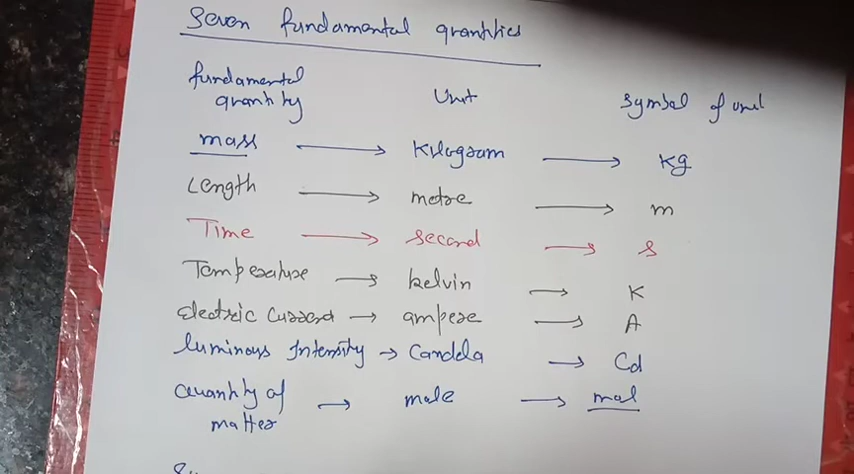 Seven fundamental quantities
fundamental quantity Unit Symbol of unit
mass → Kilogram → Kg
Length → metre → m
Time → second → s
Temperature → kelvin → K
Electric Current → ampere → A
luminous Intensity → Candela → Cd
Quantity of matter → mole → mol